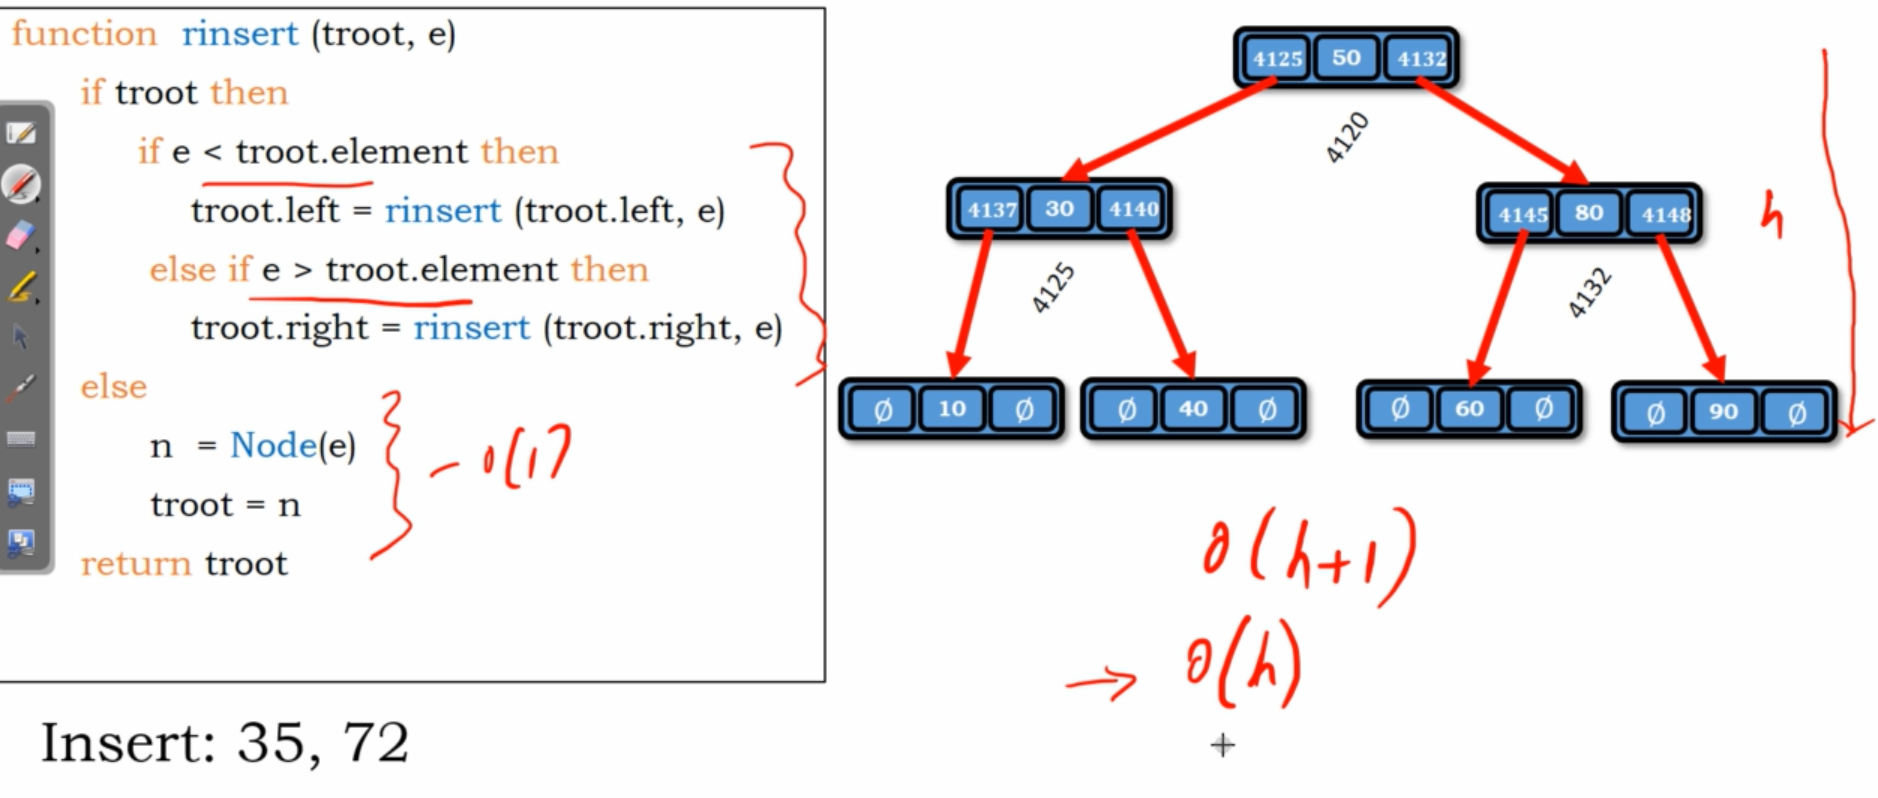 function rinsert (troot, e)
if troot then
if e < troot.element then
troot.left = rinsert (troot.left, e)
else if e > troot.element then
troot.right = rinsert (troot.right, e)
else
n = Node(e)
troot = n
return troot
- O(1)
Insert: 35, 72
4125 50 4132
4120
4137 30 4140
4125
4145 80 4148
4132
h
∅ 10 ∅
∅ 40 ∅
∅ 60 ∅
∅ 90 ∅
O(h+1)
→ O(h)